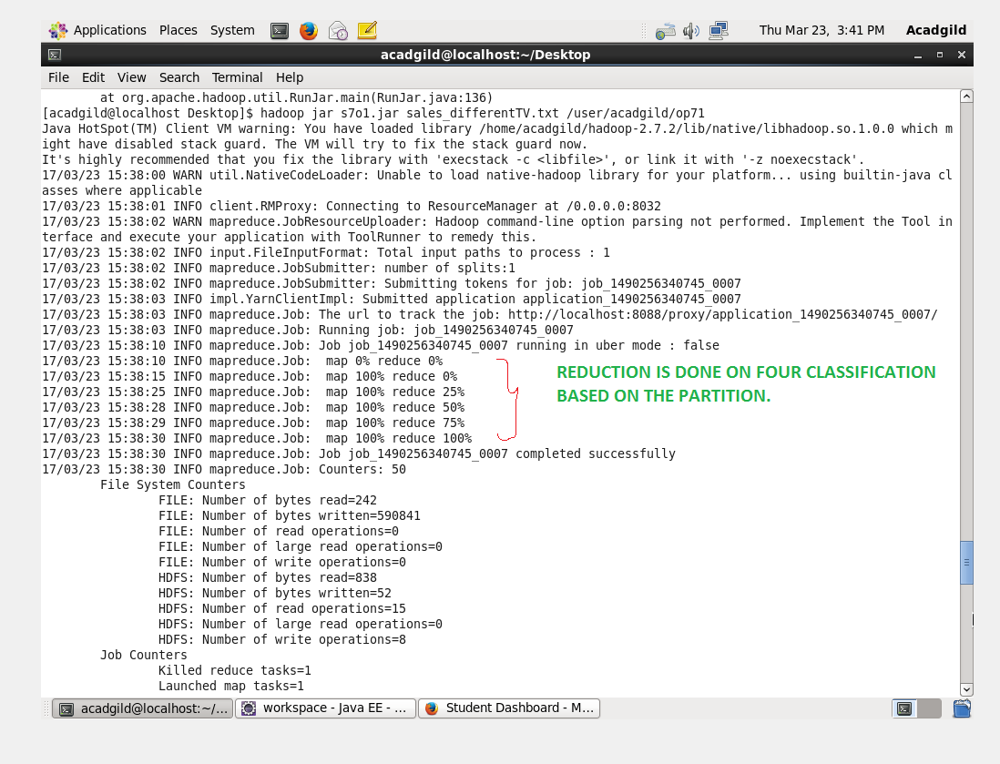 Applications Places System Thu Mar 23, 3:41 PM Acadgild
acadgild@localhost:~/Desktop
File Edit View Search Terminal Help
at org.apache.hadoop.util.RunJar.main(RunJar.java:136)
[acadgild@localhost Desktop]$ hadoop jar s7o1.jar sales_differentTV.txt /user/acadgild/op71
Java HotSpot(TM) Client VM warning: You have loaded library /home/acadgild/hadoop-2.7.2/lib/native/libhadoop.so.1.0.0 which m
ight have disabled stack guard. The VM will try to fix the stack guard now.
It's highly recommended that you fix the library with 'execstack -c <libfile>', or link it with '-z noexecstack'.
17/03/23 15:38:00 WARN util.NativeCodeLoader: Unable to load native-hadoop library for your platform... using builtin-java cl
asses where applicable
17/03/23 15:38:01 INFO client.RMProxy: Connecting to ResourceManager at /0.0.0.0:8032
17/03/23 15:38:02 WARN mapreduce.JobResourceUploader: Hadoop command-line option parsing not performed. Implement the Tool in
terface and execute your application with ToolRunner to remedy this.
17/03/23 15:38:02 INFO input.FileInputFormat: Total input paths to process : 1
17/03/23 15:38:02 INFO mapreduce.JobSubmitter: number of splits:1
17/03/23 15:38:02 INFO mapreduce.JobSubmitter: Submitting tokens for job: job_1490256340745_0007
17/03/23 15:38:03 INFO impl.YarnClientImpl: Submitted application application_1490256340745_0007
17/03/23 15:38:03 INFO mapreduce.Job: The url to track the job: http://localhost:8088/proxy/application_1490256340745_0007/
17/03/23 15:38:03 INFO mapreduce.Job: Running job: job_1490256340745_0007
17/03/23 15:38:10 INFO mapreduce.Job: Job job_1490256340745_0007 running in uber mode : false
17/03/23 15:38:10 INFO mapreduce.Job:  map 0% reduce 0%
17/03/23 15:38:15 INFO mapreduce.Job:  map 100% reduce 0%
17/03/23 15:38:25 INFO mapreduce.Job:  map 100% reduce 25%
17/03/23 15:38:28 INFO mapreduce.Job:  map 100% reduce 50%
17/03/23 15:38:29 INFO mapreduce.Job:  map 100% reduce 75%
17/03/23 15:38:30 INFO mapreduce.Job:  map 100% reduce 100%
REDUCTION IS DONE ON FOUR CLASSIFICATION
BASED ON THE PARTITION.
17/03/23 15:38:30 INFO mapreduce.Job: Job job_1490256340745_0007 completed successfully
17/03/23 15:38:30 INFO mapreduce.Job: Counters: 50
File System Counters
FILE: Number of bytes read=242
FILE: Number of bytes written=590841
FILE: Number of read operations=0
FILE: Number of large read operations=0
FILE: Number of write operations=0
HDFS: Number of bytes read=838
HDFS: Number of bytes written=52
HDFS: Number of read operations=15
HDFS: Number of large read operations=0
HDFS: Number of write operations=8
Job Counters
Killed reduce tasks=1
Launched map tasks=1
acadgild@localhost:~/... workspace - Java EE - ... Student Dashboard - M...